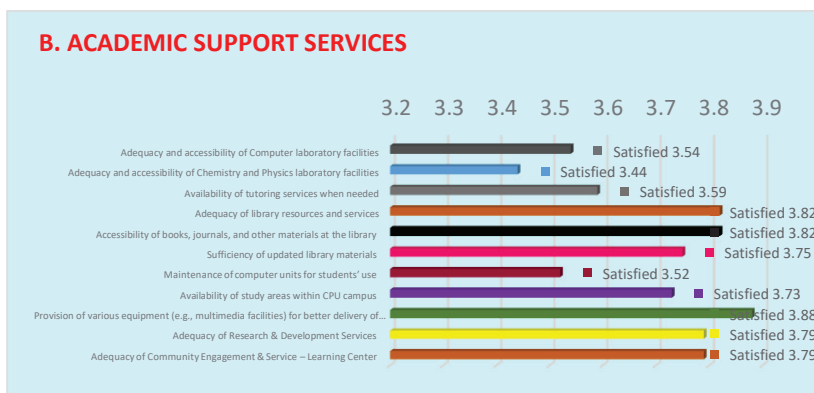 B. ACADEMIC SUPPORT SERVICES
3.2 3.3 3.4 3.5 3.6 3.7 3.8 3.9
Adequacy and accessibility of Computer laboratory facilities Satisfied 3.54
Adequacy and accessibility of Chemistry and Physics laboratory facilities Satisfied 3.44
Availability of tutoring services when needed Satisfied 3.59
Adequacy of library resources and services Satisfied 3.82
Accessibility of books, journals, and other materials at the library Satisfied 3.82
Sufficiency of updated library materials Satisfied 3.75
Maintenance of computer units for students' use Satisfied 3.52
Availability of study areas within CPU campus Satisfied 3.73
Provision of various equipment (e.g., multimedia facilities) for better delivery of... Satisfied 3.88
Adequacy of Research & Development Services Satisfied 3.79
Adequacy of Community Engagement & Service – Learning Center Satisfied 3.79